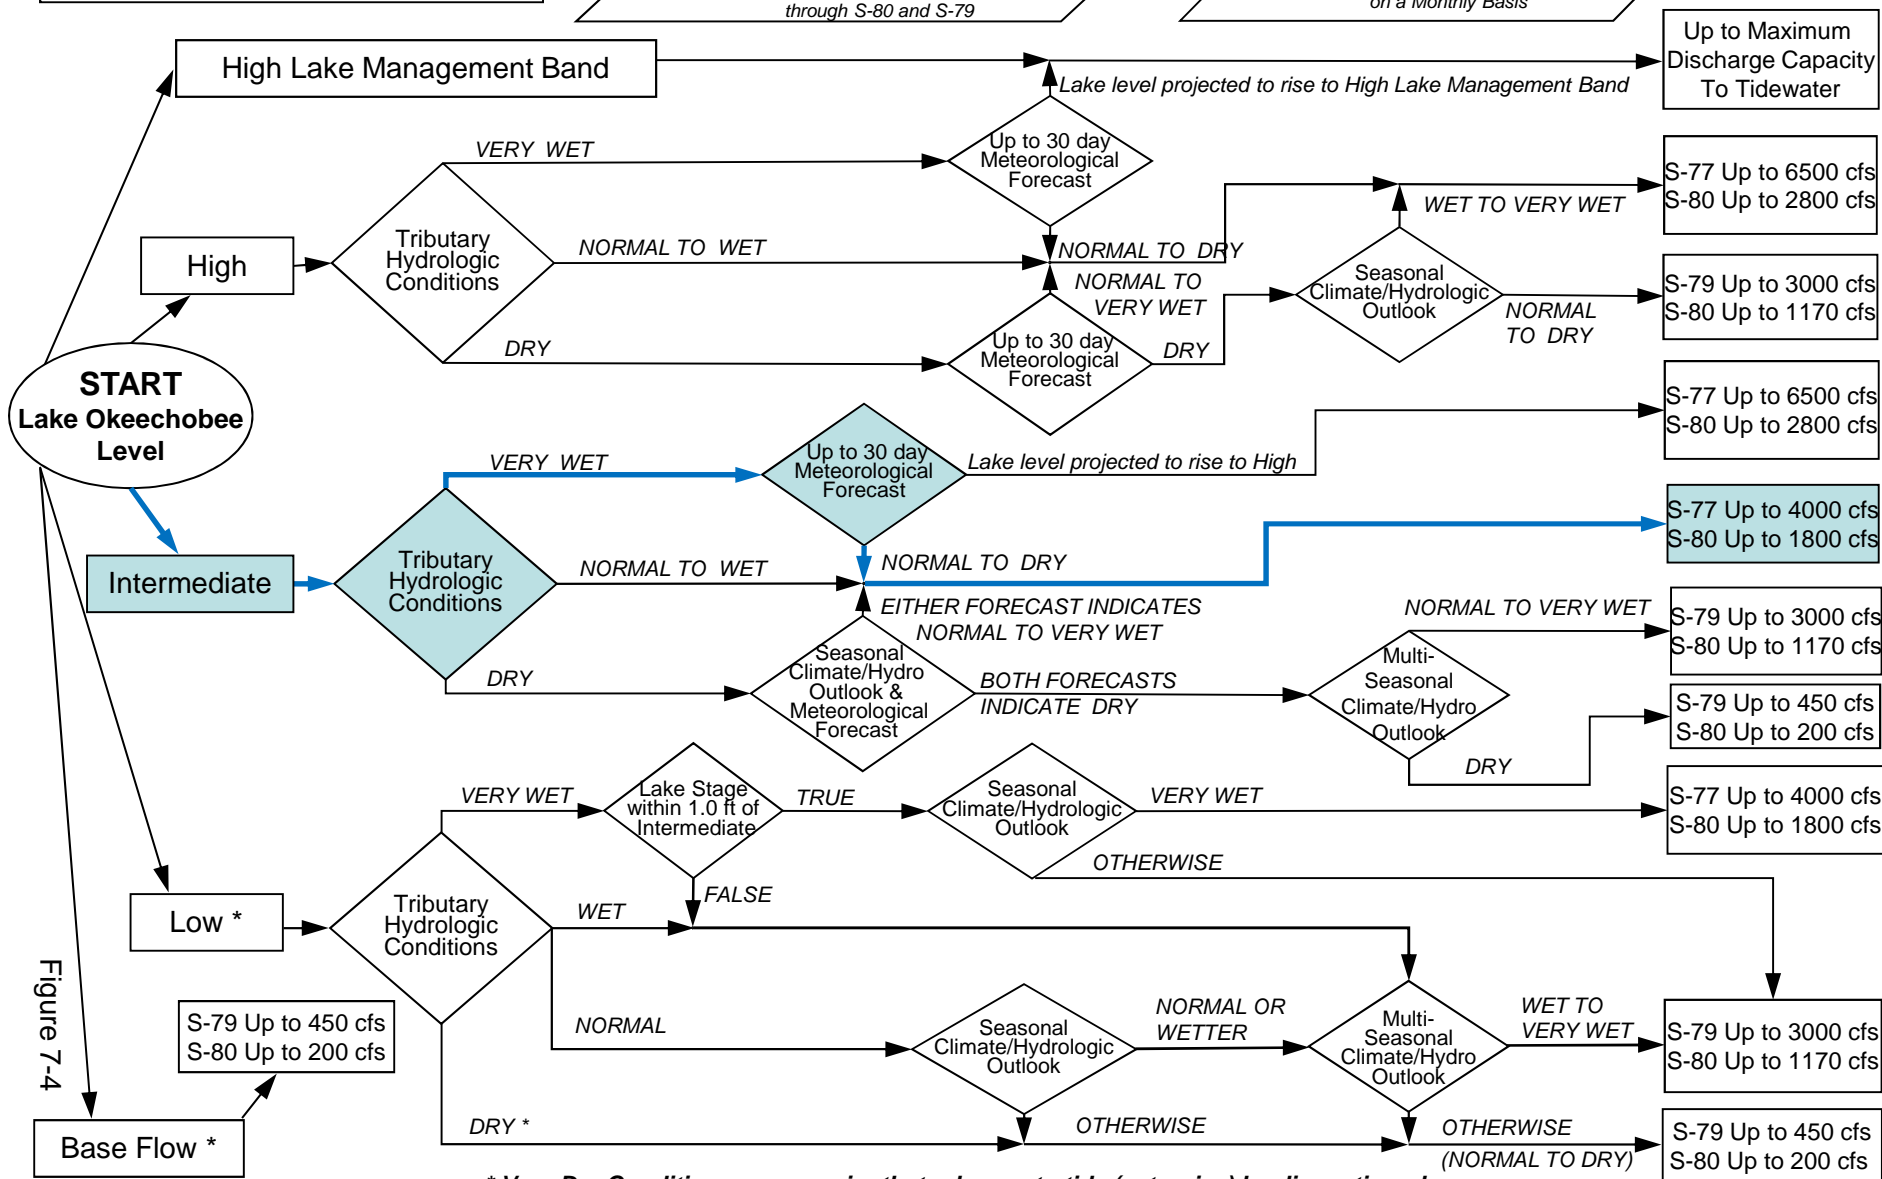 through S-80 and S-79
on a Monthly Basis
High Lake Management Band
Lake level projected to rise to High Lake Management Band
Up to Maximum
Discharge Capacity
To Tidewater
VERY WET
Up to 30 day
Meteorological
Forecast
S-77 Up to 6500 cfs
S-80 Up to 2800 cfs
WET TO VERY WET
High
Tributary
Hydrologic
Conditions
NORMAL TO WET
NORMAL TO DRY
NORMAL TO
VERY WET
Seasonal
Climate/Hydrologic
Outlook
NORMAL
TO DRY
S-79 Up to 3000 cfs
S-80 Up to 1170 cfs
DRY
Up to 30 day
Meteorological
Forecast
DRY
START
Lake Okeechobee
Level
S-77 Up to 6500 cfs
S-80 Up to 2800 cfs
VERY WET
Up to 30 day
Meteorological
Forecast
Lake level projected to rise to High
S-77 Up to 4000 cfs
S-80 Up to 1800 cfs
Intermediate
Tributary
Hydrologic
Conditions
NORMAL TO WET
NORMAL TO DRY
EITHER FORECAST INDICATES
NORMAL TO VERY WET
NORMAL TO VERY WET
S-79 Up to 3000 cfs
S-80 Up to 1170 cfs
DRY
Seasonal
Climate/Hydro
Outlook &
Meteorological
Forecast
BOTH FORECASTS
INDICATE DRY
Multi-
Seasonal
Climate/Hydro
Outlook
S-79 Up to 450 cfs
S-80 Up to 200 cfs
DRY
VERY WET
Lake Stage
within 1.0 ft of
Intermediate
TRUE
Seasonal
Climate/Hydrologic
Outlook
VERY WET
S-77 Up to 4000 cfs
S-80 Up to 1800 cfs
OTHERWISE
FALSE
Low *
Tributary
Hydrologic
Conditions
WET
NORMAL
Seasonal
Climate/Hydrologic
Outlook
NORMAL OR
WETTER
Multi-
Seasonal
Climate/Hydro
Outlook
WET TO
VERY WET
S-79 Up to 3000 cfs
S-80 Up to 1170 cfs
Figure 7-4
S-79 Up to 450 cfs
S-80 Up to 200 cfs
Base Flow *
DRY *
OTHERWISE
OTHERWISE
(NORMAL TO DRY)
S-79 Up to 450 cfs
S-80 Up to 200 cfs